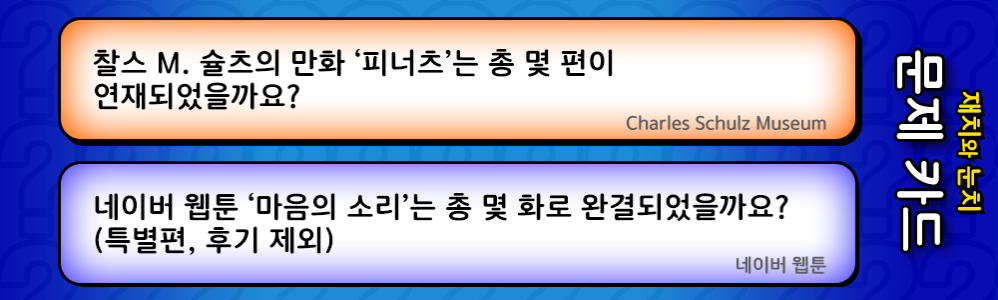 찰스 M. 슐츠의 만화 ‘피너츠’는 총 몇 편이
연재되었을까요?
Charles Schulz Museum
네이버 웹툰 ‘마음의 소리’는 총 몇 화로 완결되었을까요?
(특별편, 후기 제외)
네이버 웹툰
재치와 눈치
문제 카드